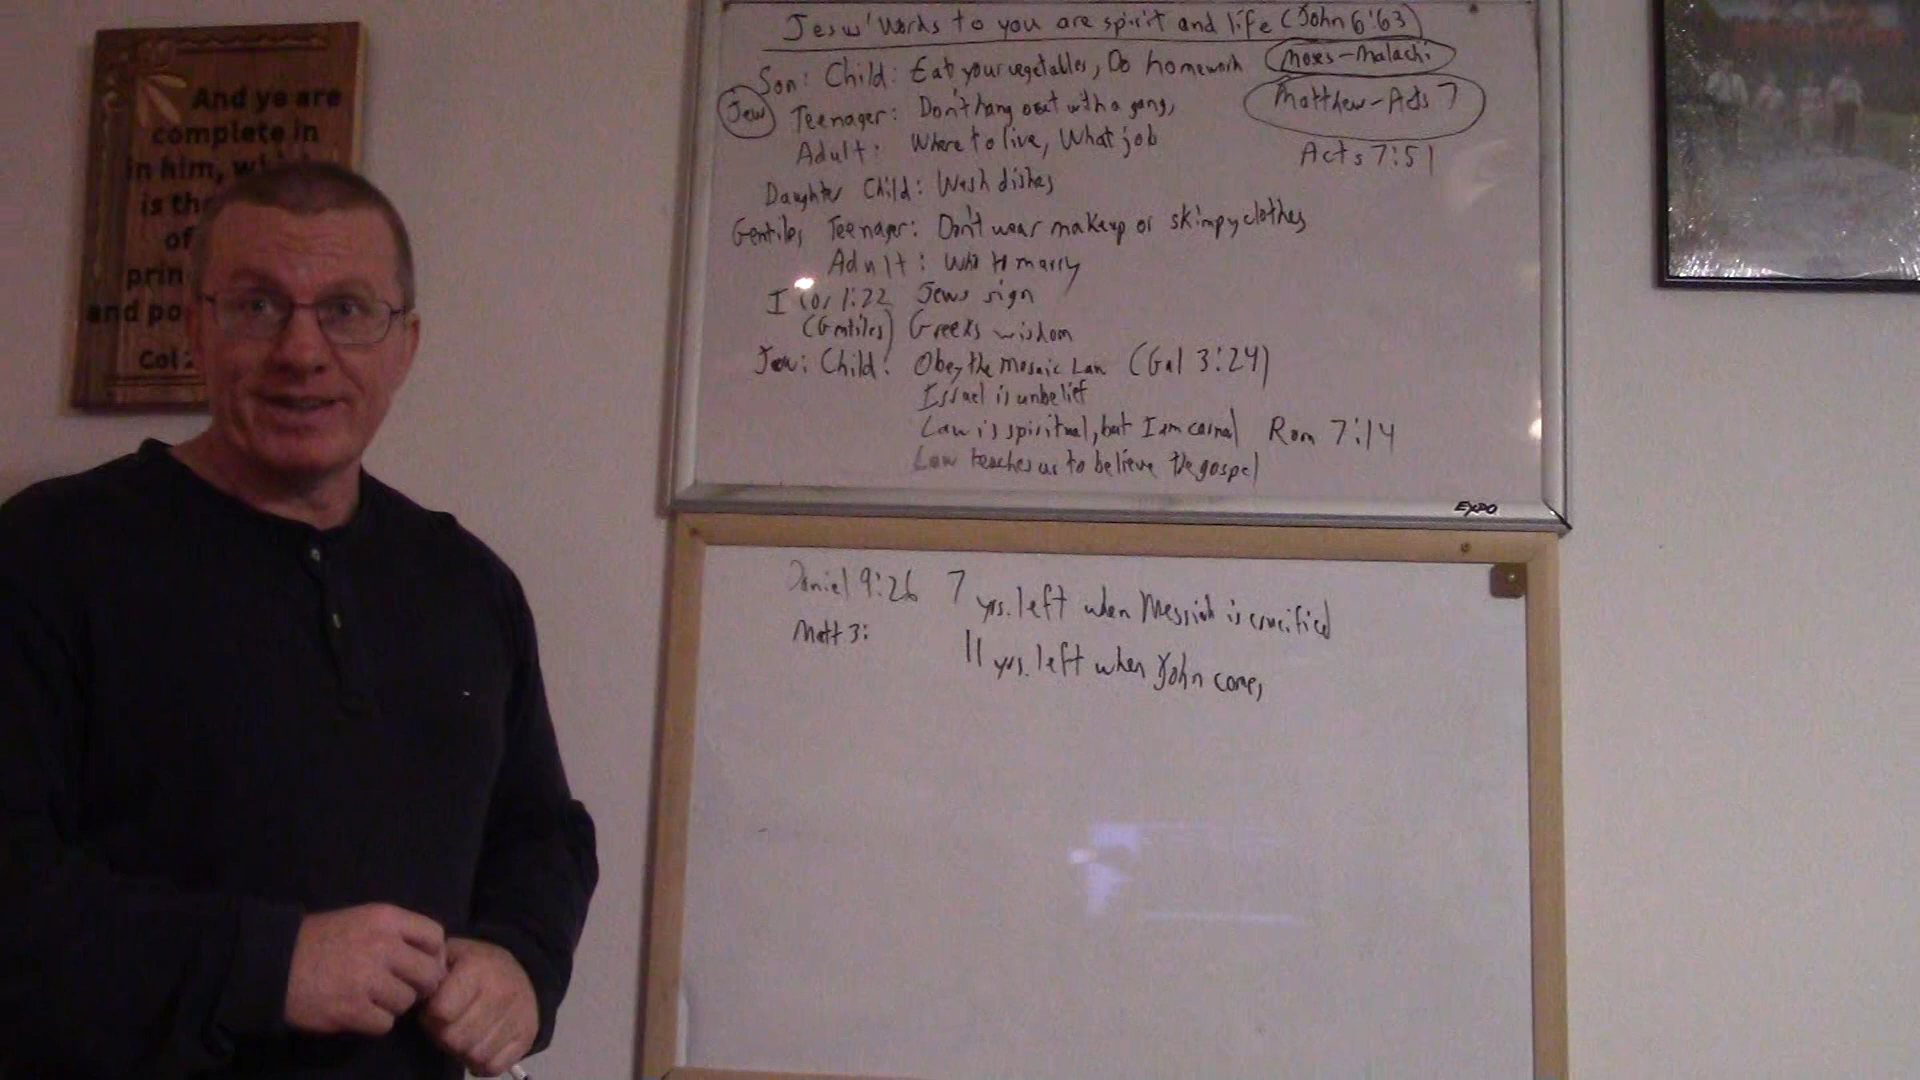 And ye are
complete in
in him, wh
is the
of
prin
and po
Col 2
Jesus' words to you are spirit and life (John 6:63)
Son: Child: Eat your vegetables, Do homework Moses-Malachi
Jew Teenager: Don't hang out with a gang, Matthew-Acts 7
Adult: Where to live, What job Acts 7:51
Daughter Child: Wash dishes
Gentiles Teenager: Don't wear makeup or skimpy clothes
Adult: Who to marry
I Cor 1:22 Jews sign
(Gentiles) Greeks wisdom
Jew: Child: Obey the Mosaic Law (Gal 3:24)
Israel is unbelief
Law is spiritual, but I am carnal Rom 7:14
Law teaches us to believe the gospel
EXPO
Daniel 9:26 7 yrs. left when Messiah is crucified
Matt 3: 11 yrs. left when John comes